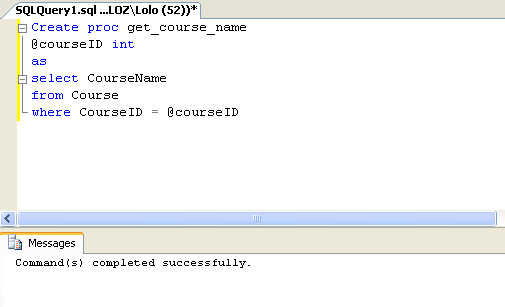 SQLQuery1.sql ...LOZ\Lolo (52))*
Create proc get_course_name
@courseID int
as
select CourseName
from Course
where CourseID = @courseID
Messages
Command(s) completed successfully.